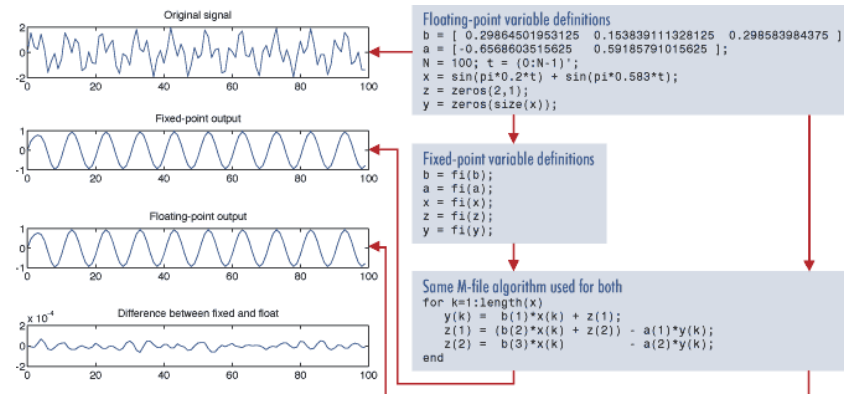 Original signal
2
0
-2
0 20 40 60 80 100
Fixed-point output
1
0
-1
0 20 40 60 80 100
Floating-point output
1
0
-1
0 20 40 60 80 100
Difference between fixed and float
x 10-4
2
0
-2
0 20 40 60 80 100
Floating-point variable definitions
b = [ 0.29864501953125 0.153839111328125 0.298583984375 ]
a = [-0.6568603515625 0.59185791015625 ];
N = 100; t = (0:N-1)';
x = sin(pi*0.2*t) + sin(pi*0.583*t);
z = zeros(2,1);
y = zeros(size(x));
Fixed-point variable definitions
b = fi(b);
a = fi(a);
x = fi(x);
z = fi(z);
y = fi(y);
Same M-file algorithm used for both
for k=1:length(x)
y(k) = b(1)*x(k) + z(1);
z(1) = (b(2)*x(k) + z(2)) - a(1)*y(k);
z(2) = b(3)*x(k) - a(2)*y(k);
end